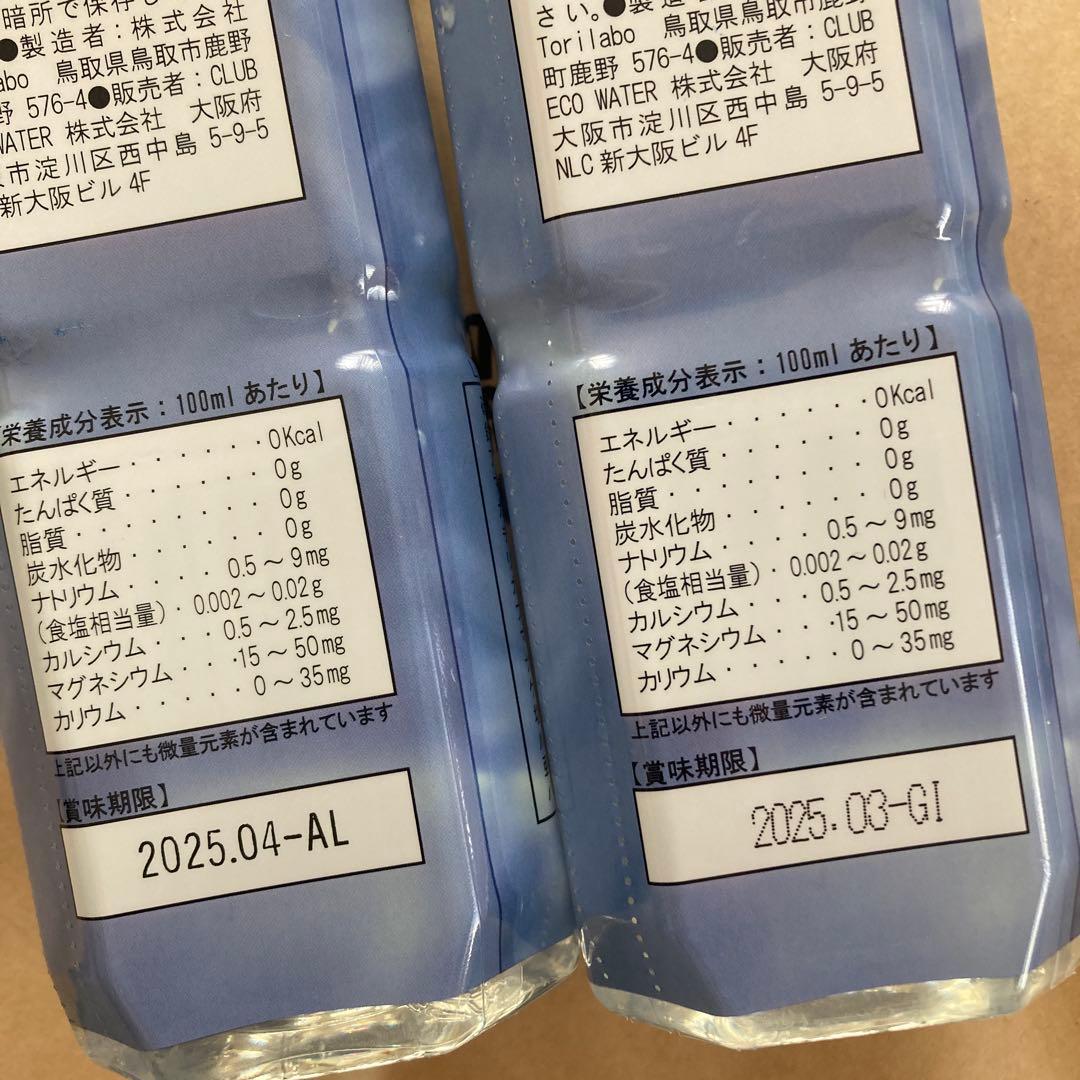 暗所で保存し
●製造者：株式会社
abo 鳥取県鳥取市鹿野
野 576-4●販売者：CLUB
WATER 株式会社 大阪府
市淀川区西中島 5-9-5
新大阪ビル 4F
栄養成分表示：100ml あたり】
エネルギー・・・・・・0Kcal
たんぱく質・・・・・・0g
脂質・・・・・・・・0g
炭水化物・・・・・・0g
ナトリウム・・・・0.5～9mg
(食塩相当量)・0.002～0.02g
カルシウム・・・0.5～2.5mg
マグネシウム・・・15～50mg
カリウム・・・・・0～35mg
上記以外にも微量元素が含まれています
【賞味期限】
2025.04-AL
さい。●製造
Torilabo 鳥取県鳥取市鹿野
町鹿野 576-4●販売者：CLUB
ECO WATER 株式会社 大阪府
大阪市淀川区西中島 5-9-5
NLC 新大阪ビル 4F
【栄養成分表示：100ml あたり】
エネルギー・・・・・・0Kcal
たんぱく質・・・・・・0g
脂質・・・・・・・・0g
炭水化物・・・・・・0g
ナトリウム・・・・0.5～9mg
(食塩相当量)・0.002～0.02g
カルシウム・・・0.5～2.5mg
マグネシウム・・・15～50mg
カリウム・・・・・0～35mg
上記以外にも微量元素が含まれています
【賞味期限】
2025.03-GI